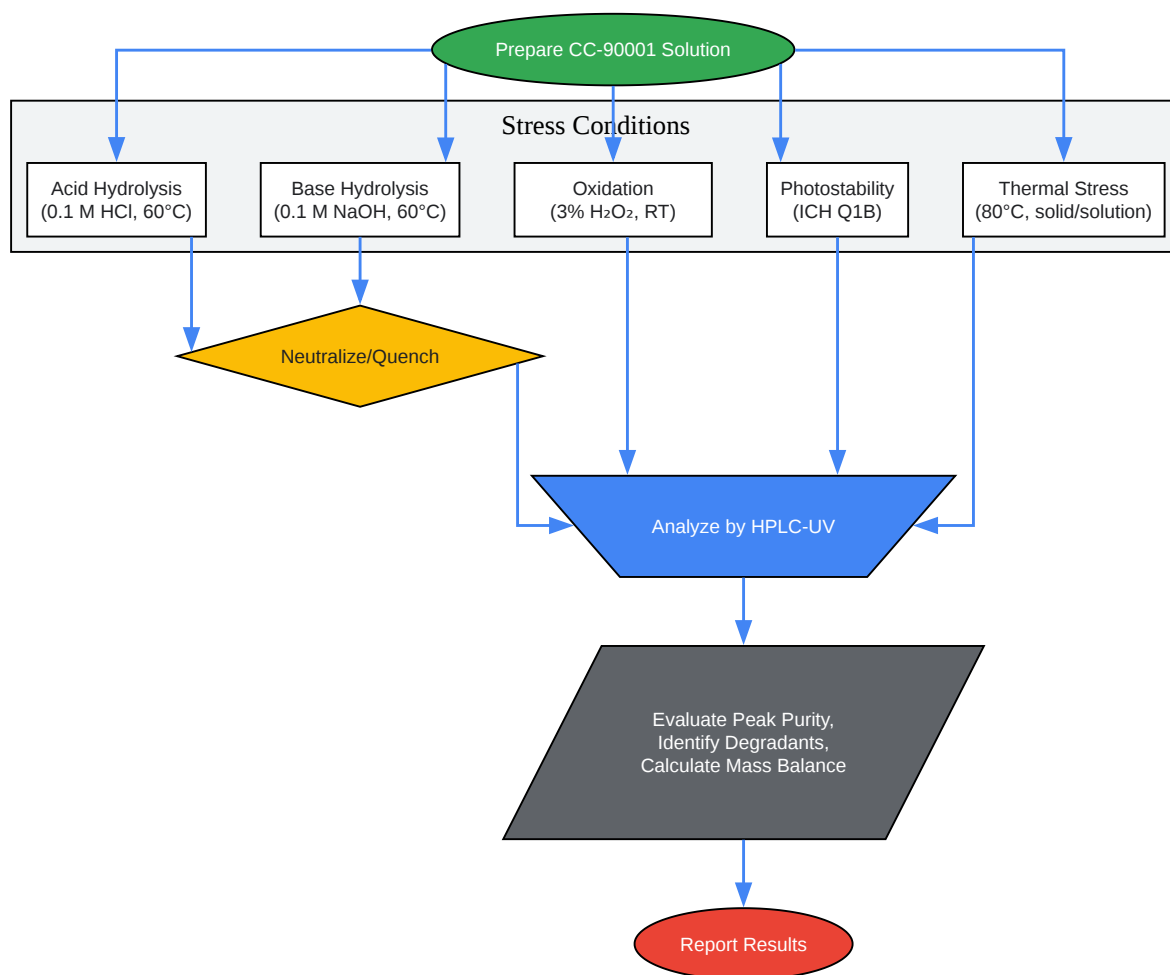 Prepare CC-90001 Solution
Stress Conditions
Acid Hydrolysis
(0.1 M HCl, 60°C)
Base Hydrolysis
(0.1 M NaOH, 60°C)
Oxidation
(3% H₂O₂, RT)
Photostability
(ICH Q1B)
Thermal Stress
(80°C, solid/solution)
Neutralize/Quench
Analyze by HPLC-UV
Evaluate Peak Purity,
Identify Degradants,
Calculate Mass Balance
Report Results